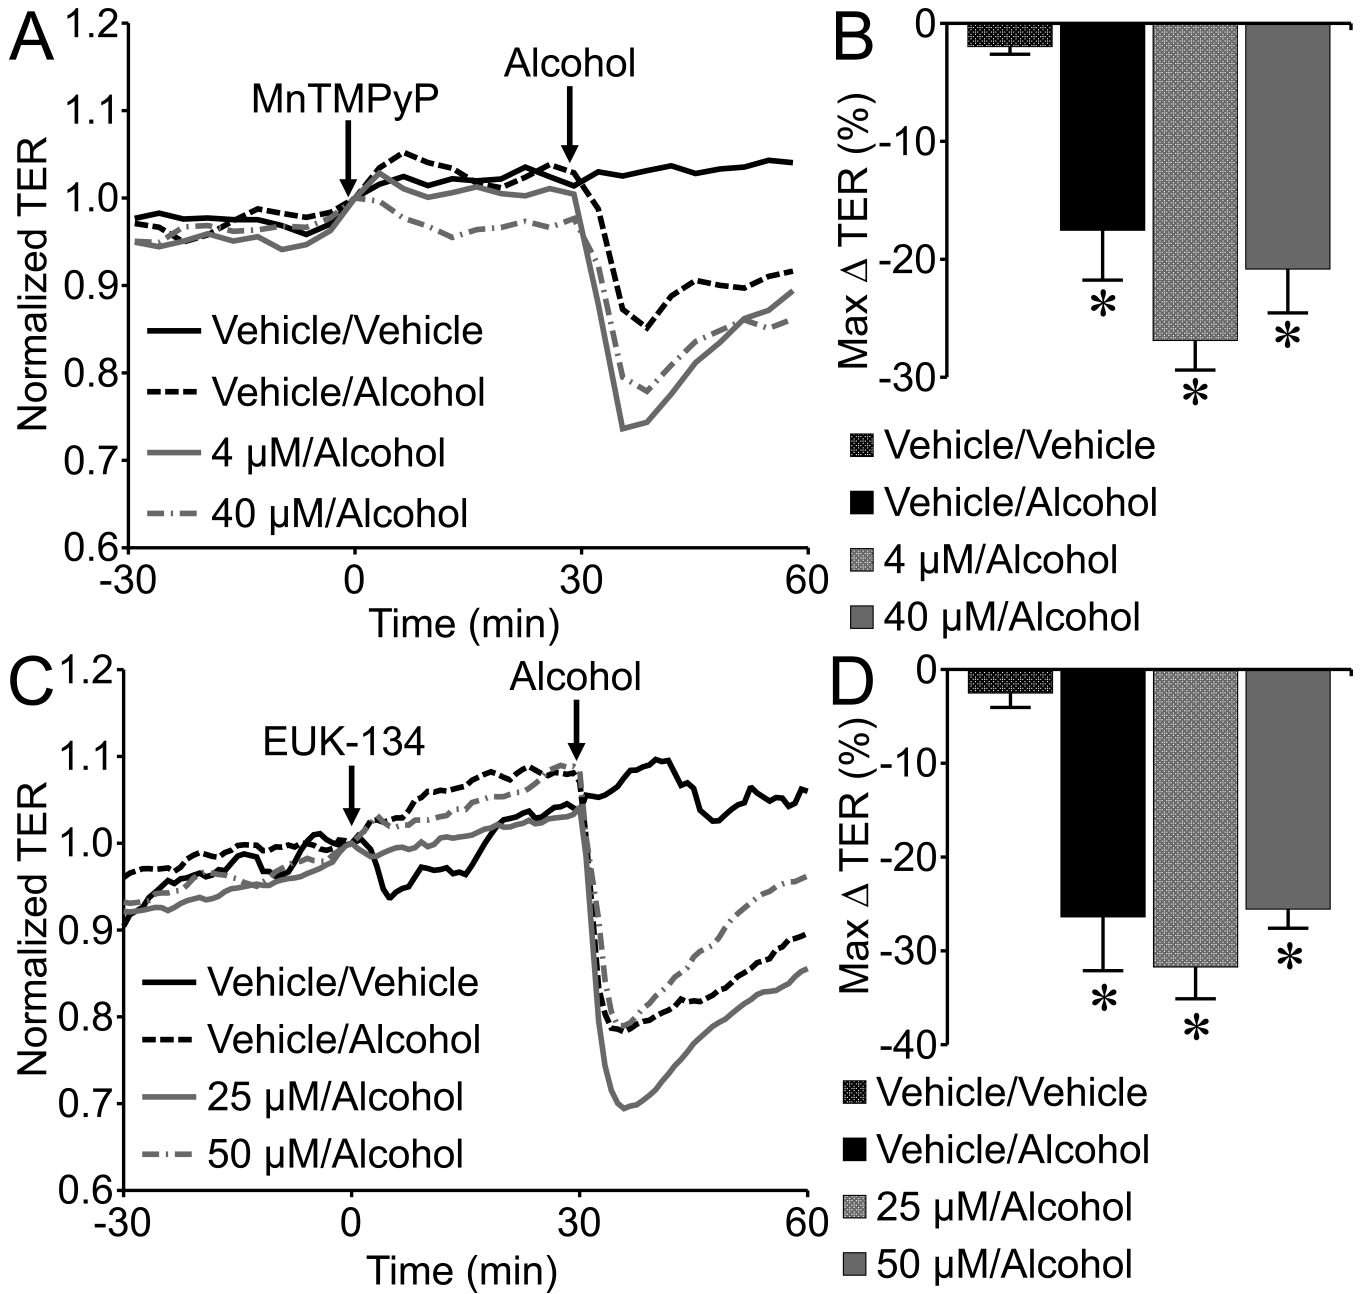 A
1.2
1.1
1.0
0.9
0.8
0.7
0.6
Normalized TER
MnTMPyP
Alcohol
Vehicle/Vehicle
Vehicle/Alcohol
4 µM/Alcohol
40 µM/Alcohol
-30 0 30 60
Time (min)
B
0
-10
-20
-30
Max Δ TER (%)
* * *
Vehicle/Vehicle
Vehicle/Alcohol
4 µM/Alcohol
40 µM/Alcohol
C
1.2
1.1
1.0
0.9
0.8
0.7
0.6
Normalized TER
EUK-134
Alcohol
Vehicle/Vehicle
Vehicle/Alcohol
25 µM/Alcohol
50 µM/Alcohol
-30 0 30 60
Time (min)
D
0
-10
-20
-30
-40
Max Δ TER (%)
* * *
Vehicle/Vehicle
Vehicle/Alcohol
25 µM/Alcohol
50 µM/Alcohol